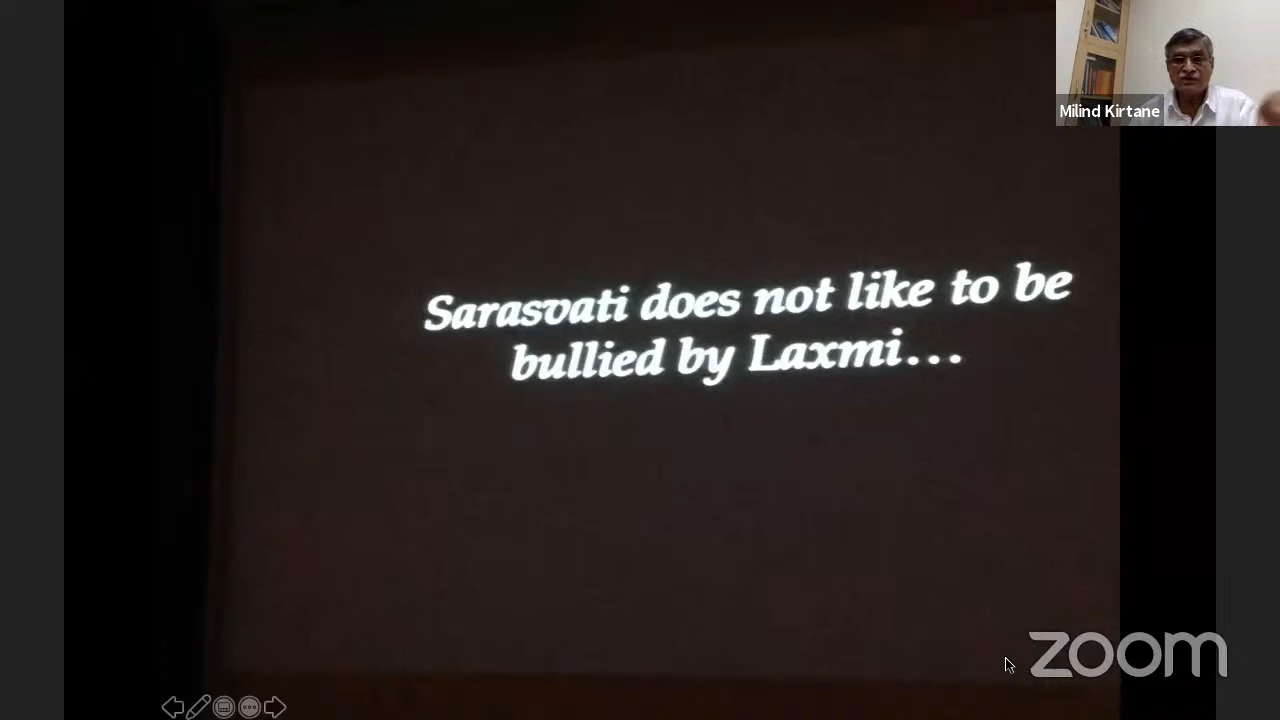 Milind Kirtane
Sarasvati does not like to be
bullied by Laxmi...
zoom